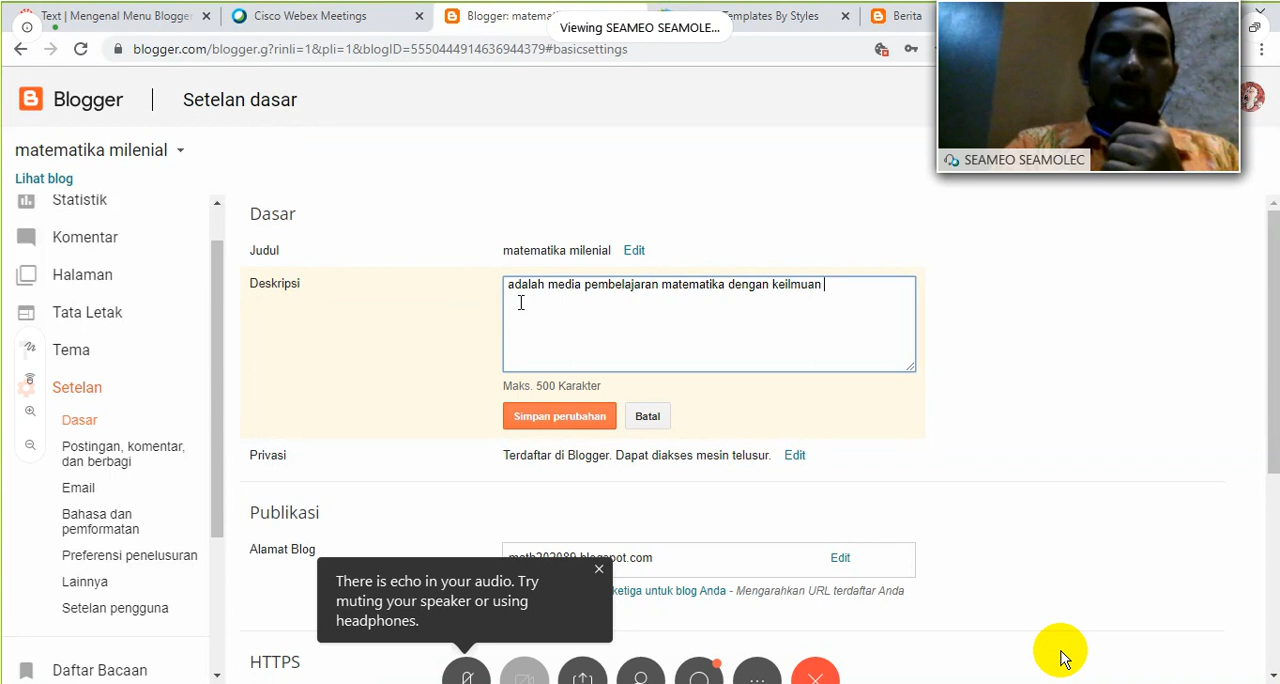 Text | Mengenal Menu Blogger
Cisco Webex Meetings
Blogger: matema
Viewing SEAMEO SEAMOLE...
Templates By Styles
Berita
blogger.com/blogger.g?rinli=1&pli=1&blogID=5550444914636944379#basicsettings
Blogger
Setelan dasar
SEAMEO SEAMOLEC
matematika milenial
Lihat blog
Statistik
Komentar
Halaman
Tata Letak
Tema
Setelan
Dasar
Postingan, komentar,
dan berbagi
Email
Bahasa dan
pemformatan
Preferensi penelusuran
Lainnya
Setelan pengguna
Daftar Bacaan
Dasar
Judul
matematika milenial Edit
Deskripsi
adalah media pembelajaran matematika dengan keilmuan
Maks. 500 Karakter
Simpan perubahan
Batal
Privasi
Terdaftar di Blogger. Dapat diakses mesin telusur. Edit
Publikasi
Alamat Blog
math202089.blogspot.com
Edit
ketiga untuk blog Anda - Mengarahkan URL terdaftar Anda
There is echo in your audio. Try
muting your speaker or using
headphones.
HTTPS